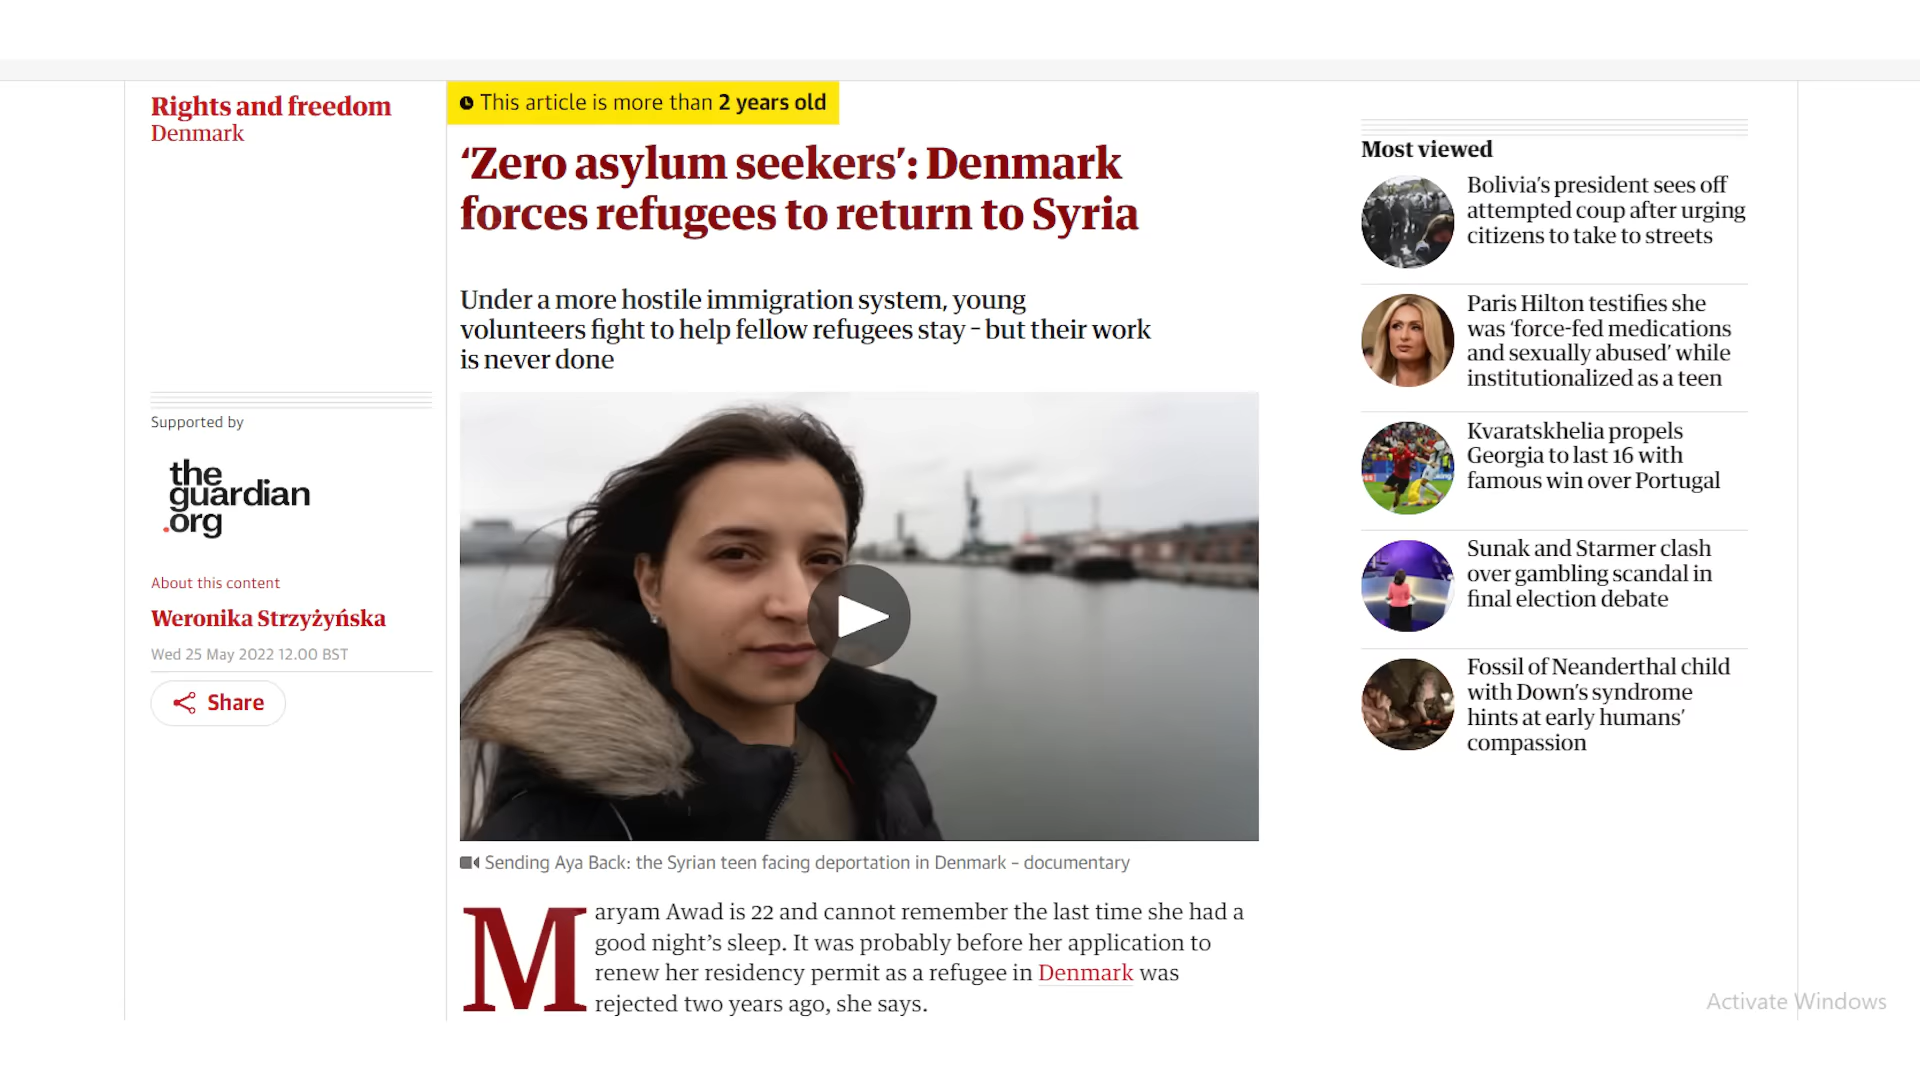 Rights and freedom
Denmark
Supported by
the
guardian
.org
About this content
Weronika Strzyżyńska
Wed 25 May 2022 12.00 BST
Share
This article is more than 2 years old
‘Zero asylum seekers’: Denmark
forces refugees to return to Syria
Under a more hostile immigration system, young
volunteers fight to help fellow refugees stay – but their work
is never done
Sending Aya Back: the Syrian teen facing deportation in Denmark – documentary
Maryam Awad is 22 and cannot remember the last time she had a
good night’s sleep. It was probably before her application to
renew her residency permit as a refugee in Denmark was
rejected two years ago, she says.
Most viewed
Bolivia’s president sees off
attempted coup after urging
citizens to take to streets
Paris Hilton testifies she
was ‘force-fed medications
and sexually abused’ while
institutionalized as a teen
Kvaratskhelia propels
Georgia to last 16 with
famous win over Portugal
Sunak and Starmer clash
over gambling scandal in
final election debate
Fossil of Neanderthal child
with Down’s syndrome
hints at early humans’
compassion
Activate Windows